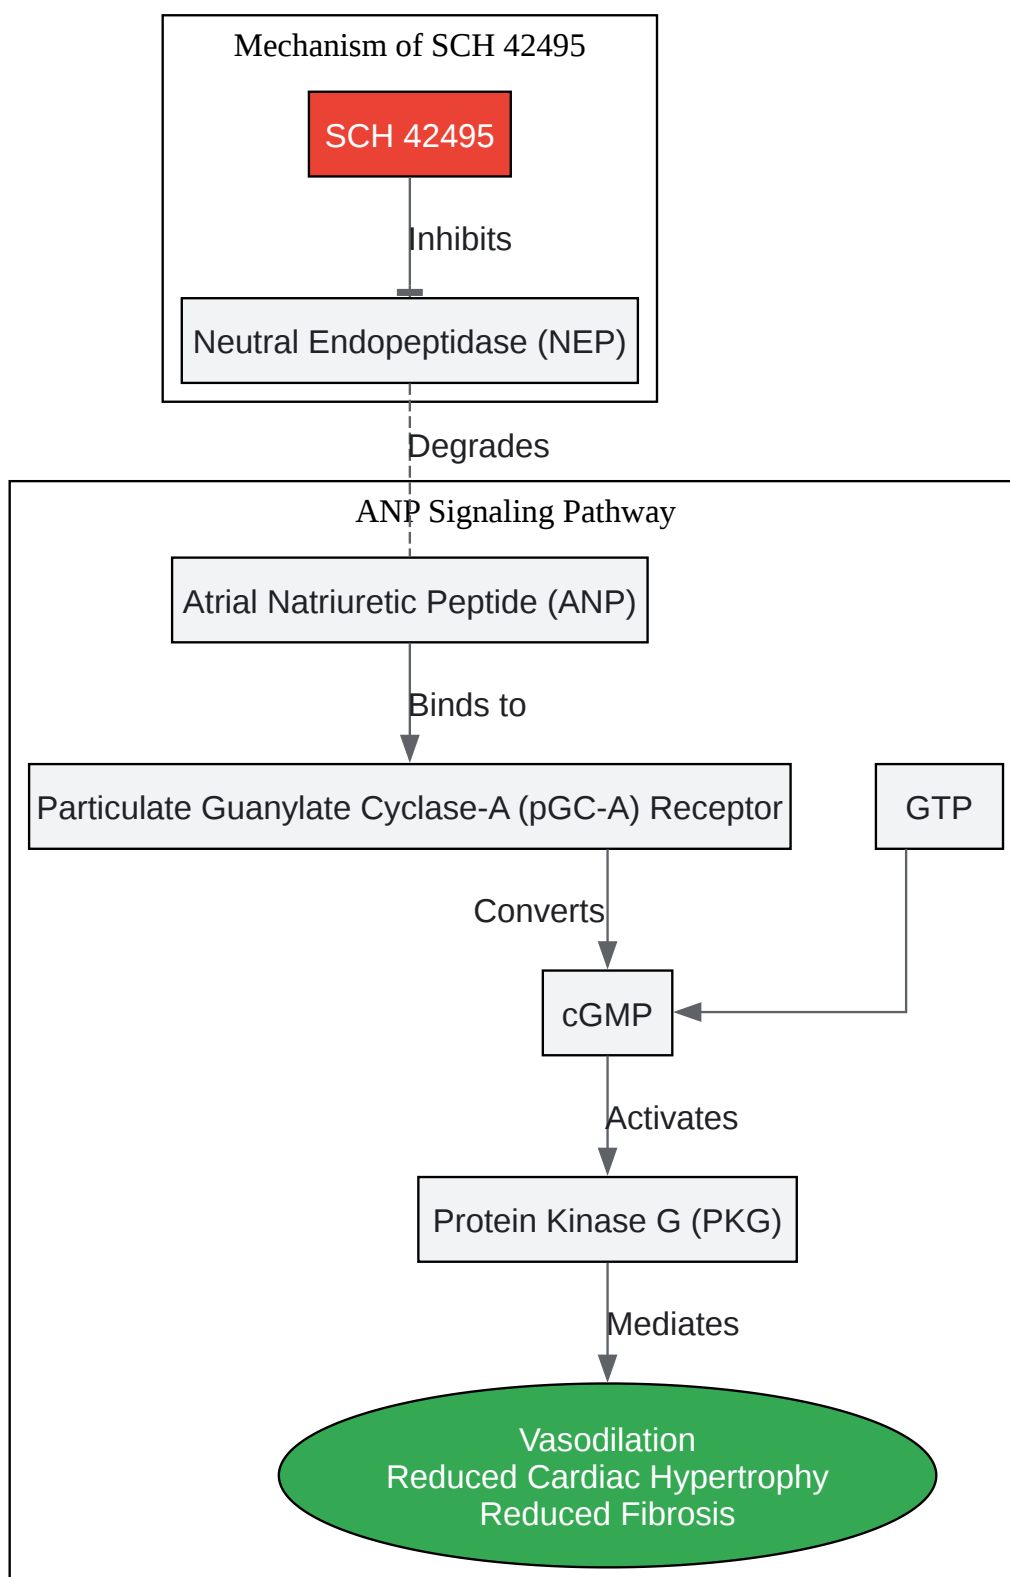 Mechanism of SCH 42495
SCH 42495
Inhibits
Neutral Endopeptidase (NEP)
Degrades
ANP Signaling Pathway
Atrial Natriuretic Peptide (ANP)
Binds to
Particulate Guanylate Cyclase-A (pGC-A) Receptor
GTP
Converts
cGMP
Activates
Protein Kinase G (PKG)
Mediates
Vasodilation
Reduced Cardiac Hypertrophy
Reduced Fibrosis